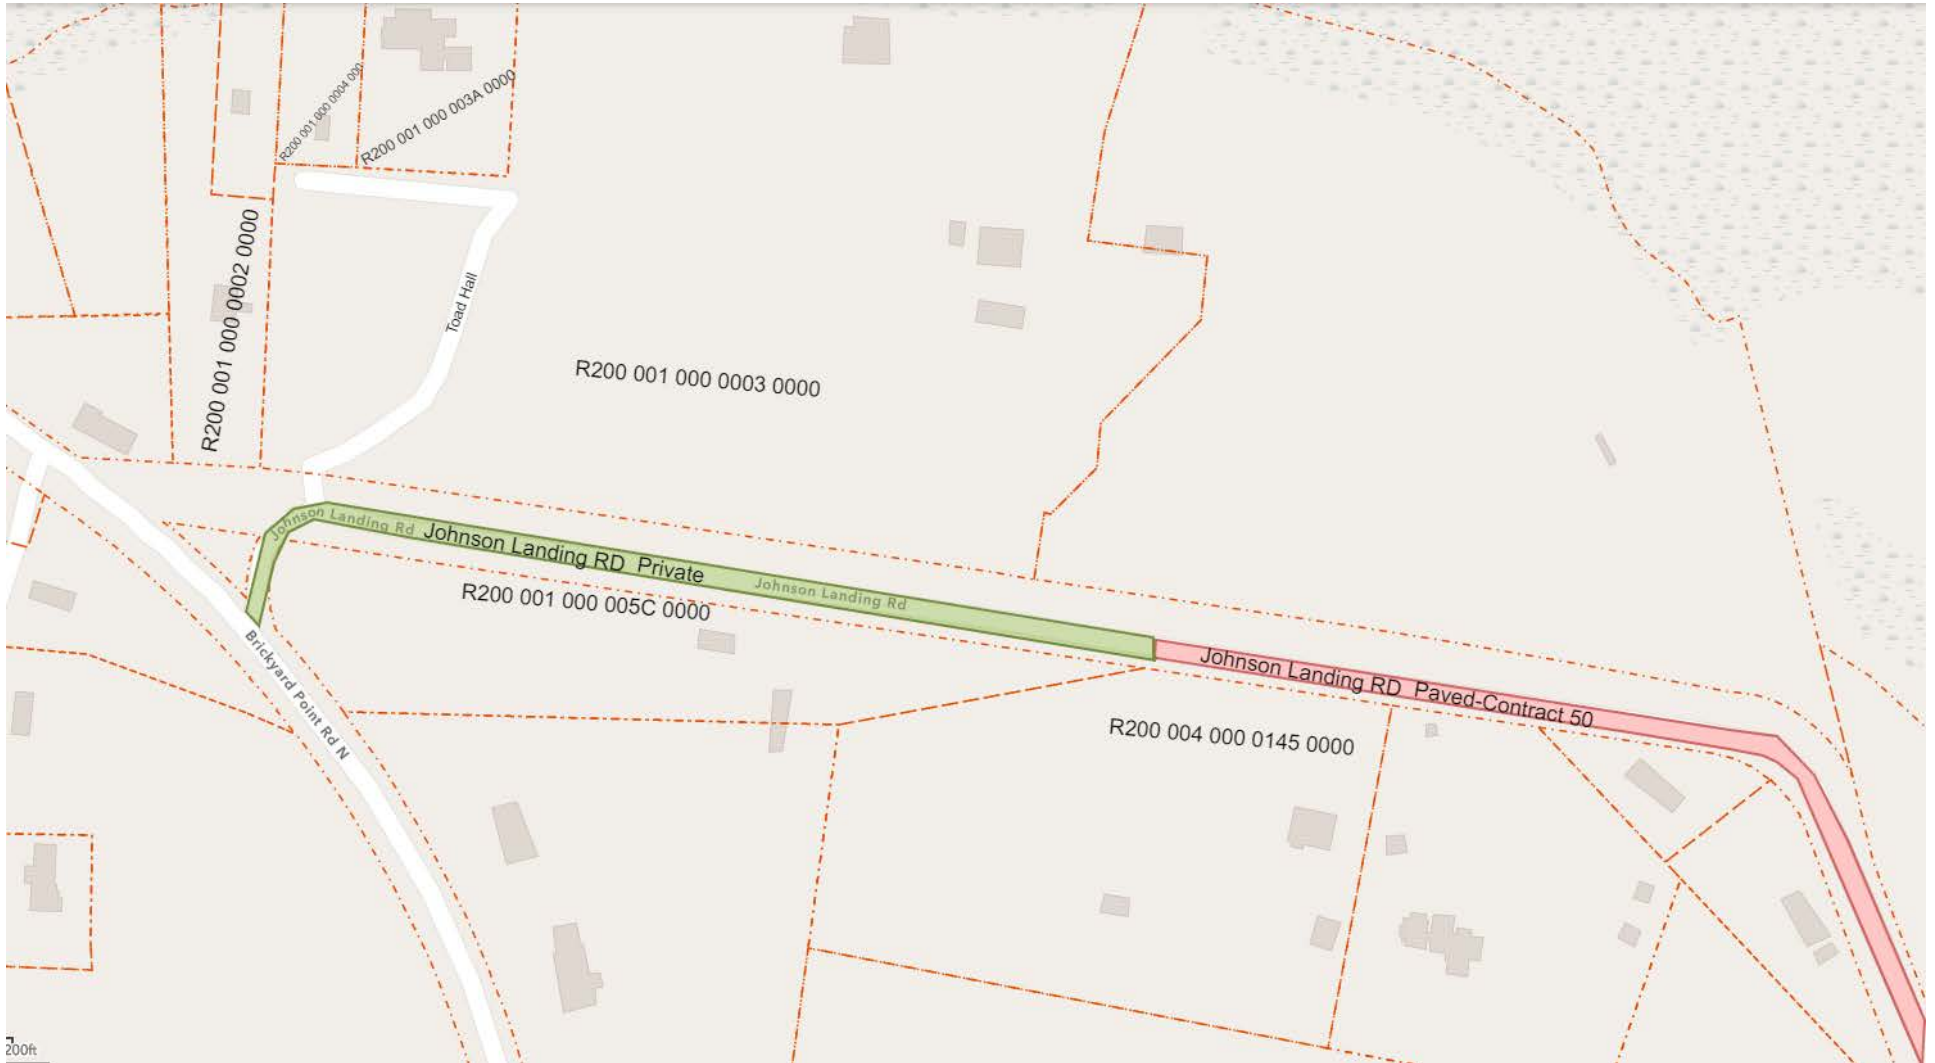 R200 001 000 0004 000
R200 001 000 003A 0000
R200 001 000 0002 0000
Toad Hall
R200 001 000 0003 0000
Johnson Landing Rd
Johnson Landing RD Private
Johnson Landing Rd
R200 001 000 005C 0000
Brickyard Point Rd N
Johnson Landing RD Paved-Contract 50
R200 004 000 0145 0000
200ft